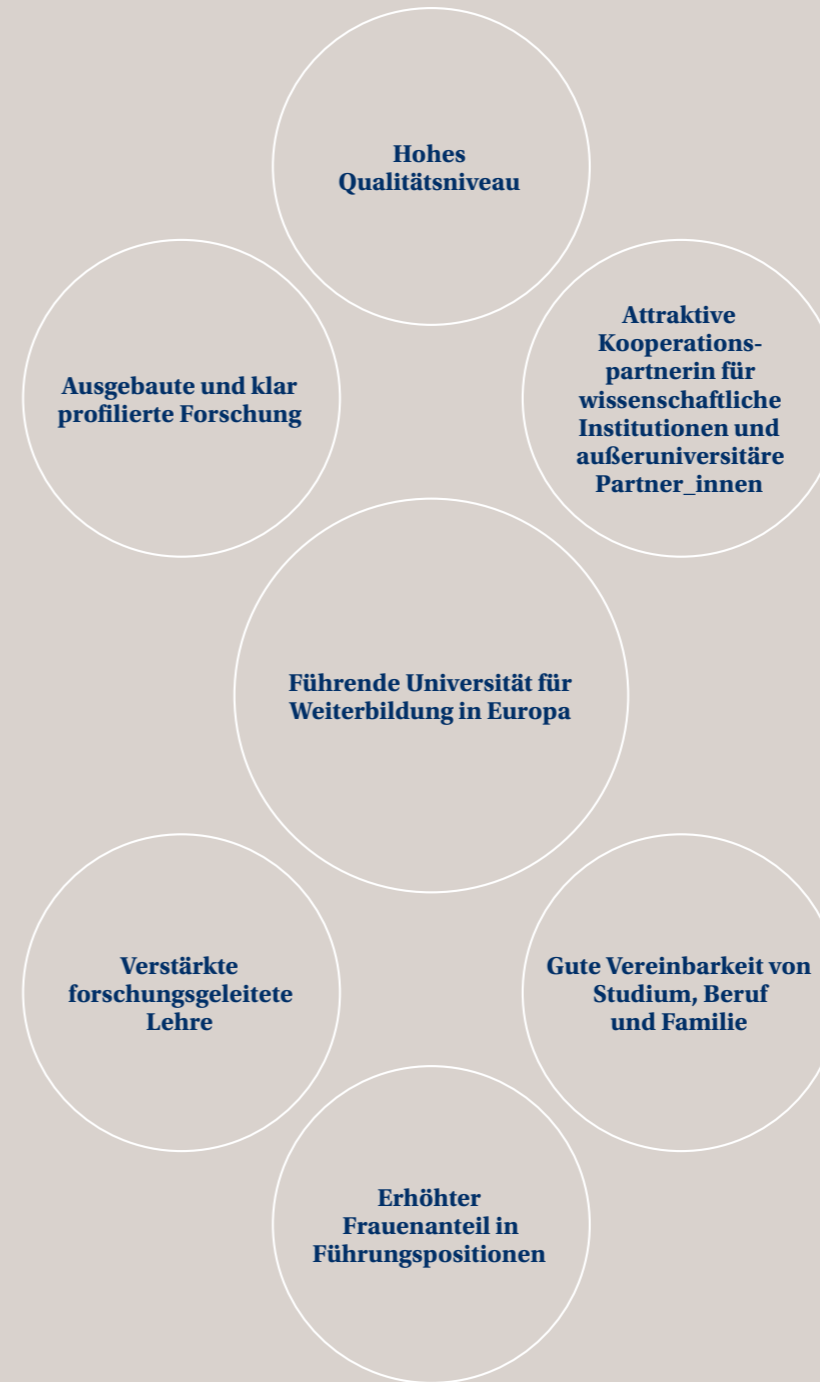 Hohes
Qualitätsniveau
Ausgebaute und klar
profilierte Forschung
Attraktive
Kooperations-
partnerin für
wissenschaftliche
Institutionen und
außeruniversitäre
Partner_innen
Führende Universität für
Weiterbildung in Europa
Verstärkte
forschungsgeleitete
Lehre
Gute Vereinbarkeit von
Studium, Beruf
und Familie
Erhöhter
Frauenanteil in
Führungspositionen